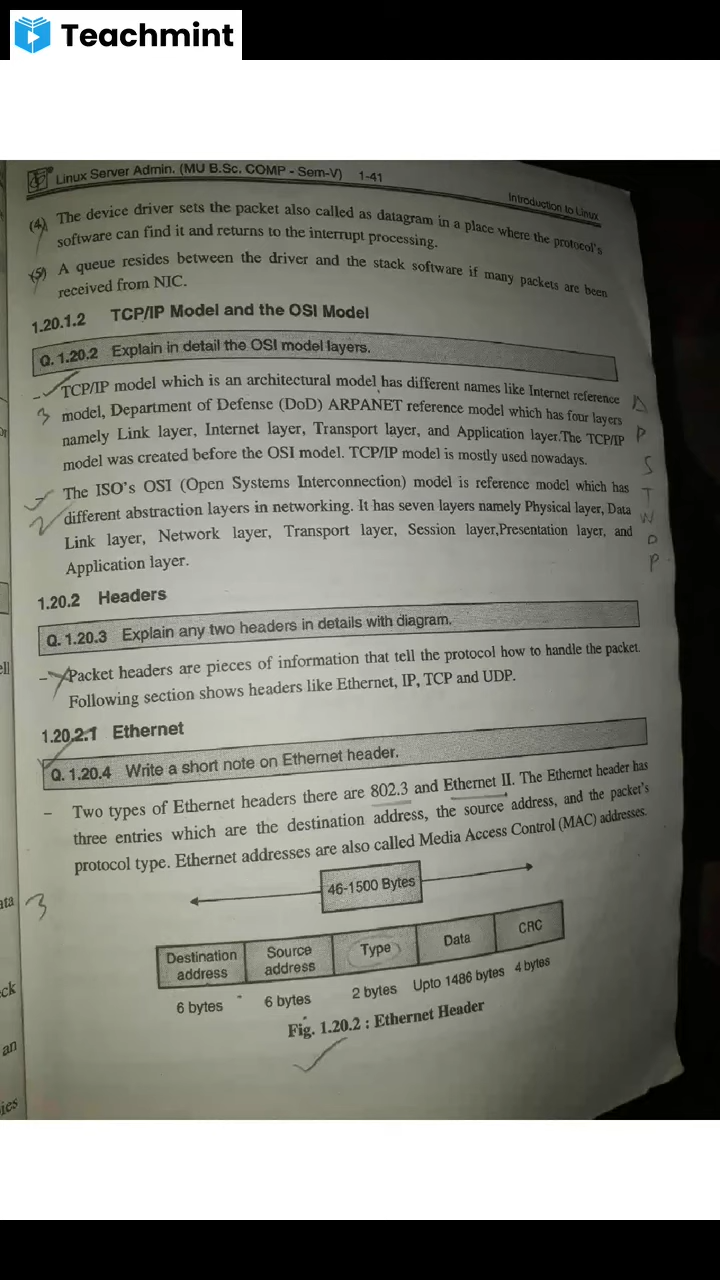 Teachmint
Linux Server Admin. (MU B.Sc. COMP - Sem-V) 1-41
Introduction to Linux
(4) The device driver sets the packet also called as datagram in a place where the protocol's
software can find it and returns to the interrupt processing.
(5) A queue resides between the driver and the stack software if many packets are been
received from NIC.
1.20.1.2 TCP/IP Model and the OSI Model
Q. 1.20.2 Explain in detail the OSI model layers.
- TCP/IP model which is an architectural model has different names like Internet reference
3 model, Department of Defense (DoD) ARPANET reference model which has four layers
namely Link layer, Internet layer, Transport layer, and Application layer.The TCP/IP P
model was created before the OSI model. TCP/IP model is mostly used nowadays. S
- The ISO's OSI (Open Systems Interconnection) model is reference model which has T
2 different abstraction layers in networking. It has seven layers namely Physical layer, Data W
Link layer, Network layer, Transport layer, Session layer,Presentation layer, and D
Application layer. P
1.20.2 Headers
Q. 1.20.3 Explain any two headers in details with diagram.
- Packet headers are pieces of information that tell the protocol how to handle the packet.
Following section shows headers like Ethernet, IP, TCP and UDP.
ell
1.20.2.1 Ethernet
Q. 1.20.4 Write a short note on Ethernet header.
- Two types of Ethernet headers there are 802.3 and Ethernet II. The Ethernet header has
three entries which are the destination address, the source address, and the packet's
protocol type. Ethernet addresses are also called Media Access Control (MAC) addresses.
46-1500 Bytes
ata 3
Destination address Source address Type Data CRC
6 bytes 6 bytes 2 bytes Upto 1486 bytes 4 bytes
ck
Fig. 1.20.2 : Ethernet Header
an
ies